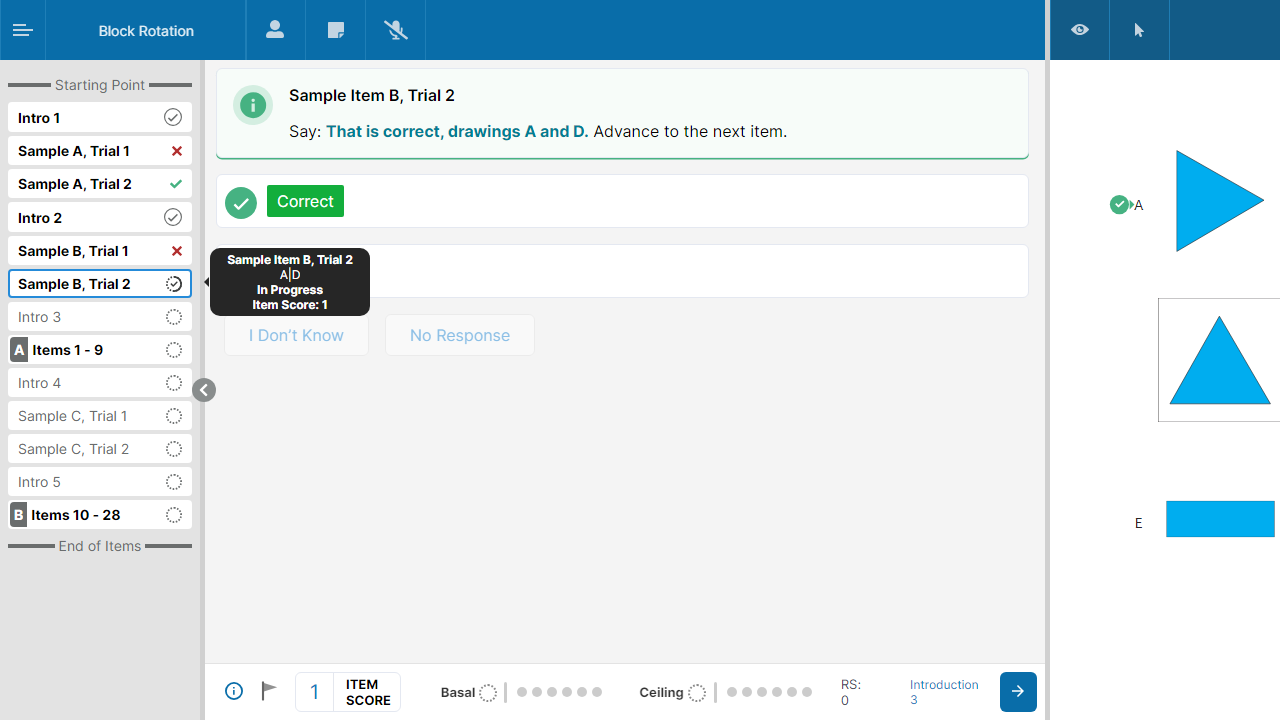 Block Rotation
Starting Point
Intro 1
Sample A, Trial 1
Sample A, Trial 2
Intro 2
Sample B, Trial 1
Sample B, Trial 2
Intro 3
A Items 1 - 9
Intro 4
Sample C, Trial 1
Sample C, Trial 2
Intro 5
B Items 10 - 28
End of Items
Sample Item B, Trial 2
Say: That is correct, drawings A and D. Advance to the next item.
Correct
Sample Item B, Trial 2
A|D
In Progress
Item Score: 1
I Don't Know
No Response
1
ITEM
SCORE
Basal
Ceiling
RS:
0
Introduction
3
A
E